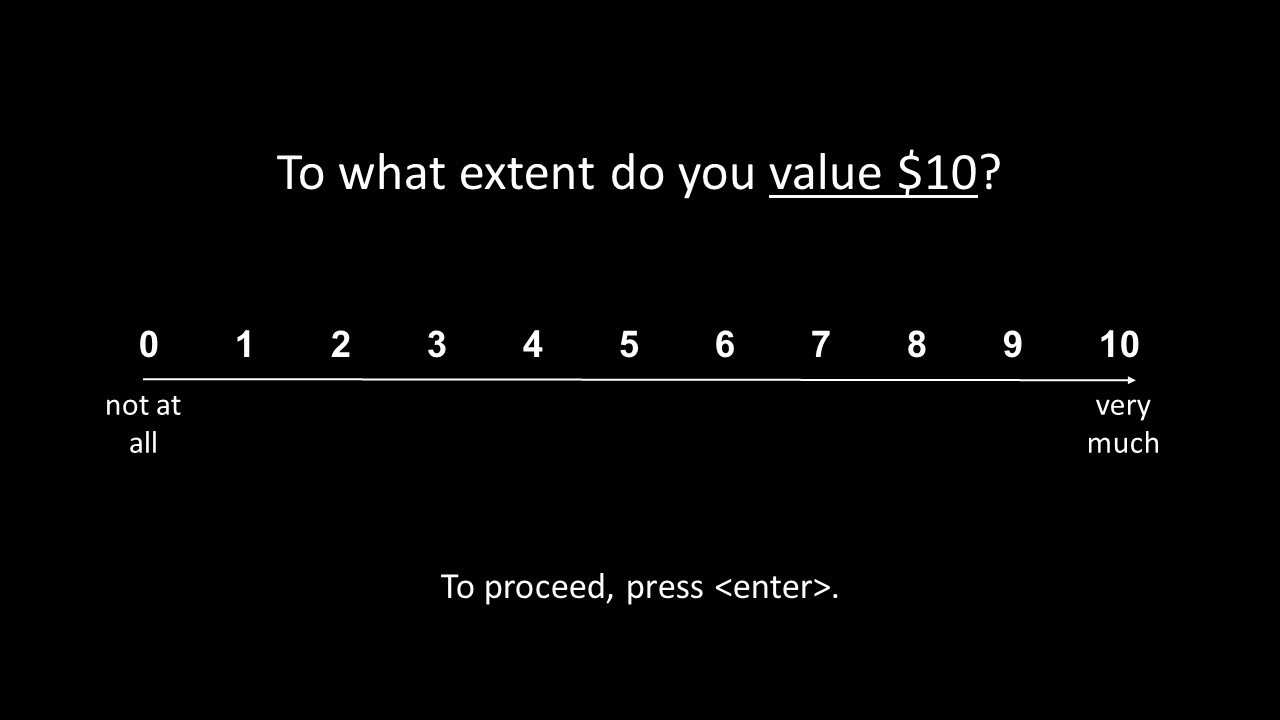 To what extent do you value $10?
0 1 2 3 4 5 6 7 8 9 10
not at all
very much
To proceed, press <enter>.